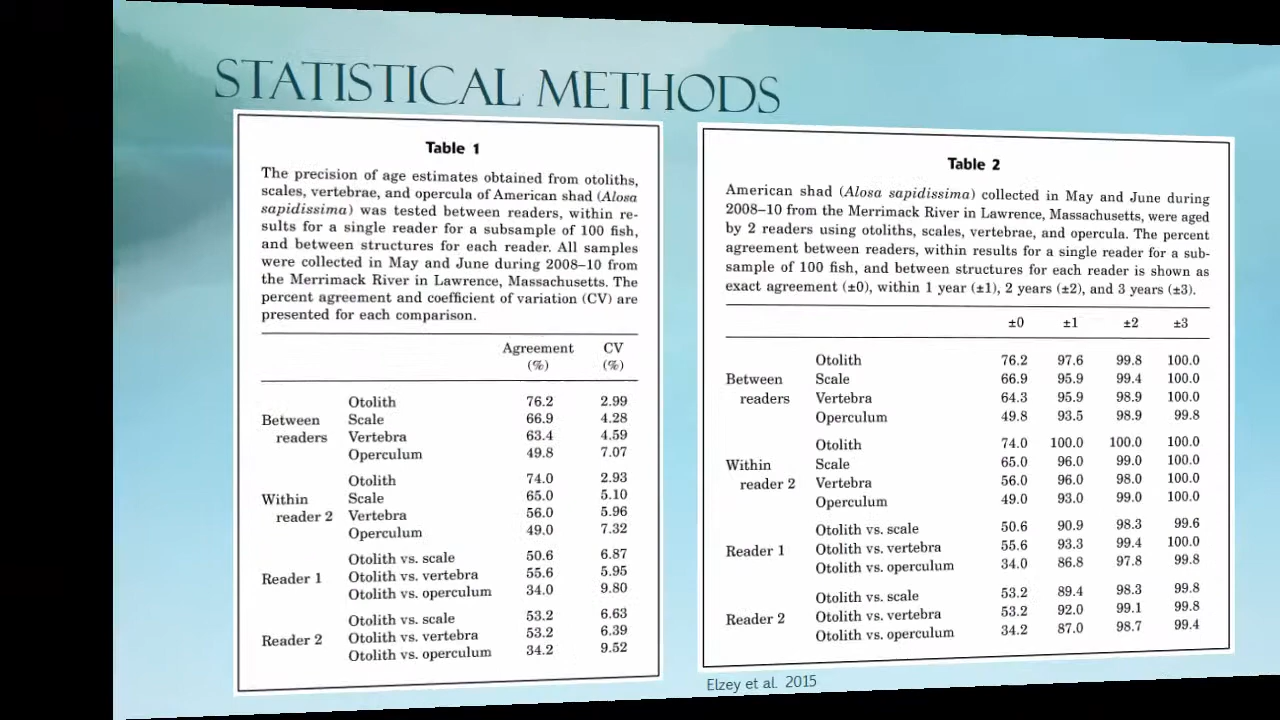 STATISTICAL METHODS
Table 1
The precision of age estimates obtained from otoliths,
scales, vertebrae, and opercula of American shad (Alosa
sapidissima) was tested between readers, within re-
sults for a single reader for a subsample of 100 fish,
and between structures for each reader. All samples
were collected in May and June during 2008–10 from
the Merrimack River in Lawrence, Massachusetts. The
percent agreement and coefficient of variation (CV) are
presented for each comparison.
Agreement CV
(%) (%)
Otolith 76.2 2.99
Between Scale 66.9 4.28
readers Vertebra 63.4 4.59
Operculum 49.8 7.07
Otolith 74.0 2.93
Within Scale 65.0 5.10
reader 2 Vertebra 56.0 5.96
Operculum 49.0 7.32
Otolith vs. scale 50.6 6.87
Reader 1 Otolith vs. vertebra 55.6 5.95
Otolith vs. operculum 34.0 9.80
Otolith vs. scale 53.2 6.63
Reader 2 Otolith vs. vertebra 53.2 6.39
Otolith vs. operculum 34.2 9.52
Table 2
American shad (Alosa sapidissima) collected in May and June during
2008–10 from the Merrimack River in Lawrence, Massachusetts, were aged
by 2 readers using otoliths, scales, vertebrae, and opercula. The percent
agreement between readers, within results for a single reader for a sub-
sample of 100 fish, and between structures for each reader is shown as
exact agreement (±0), within 1 year (±1), 2 years (±2), and 3 years (±3).
±0 ±1 ±2 ±3
Otolith 76.2 97.6 99.8 100.0
Between Scale 66.9 95.9 99.4 100.0
readers Vertebra 64.3 95.9 98.9 100.0
Operculum 49.8 93.5 98.9 99.8
Otolith 74.0 100.0 100.0 100.0
Within Scale 65.0 96.0 99.0 100.0
reader 2 Vertebra 56.0 96.0 98.0 100.0
Operculum 49.0 93.0 99.0 100.0
Otolith vs. scale 50.6 90.9 98.3 99.6
Reader 1 Otolith vs. vertebra 55.6 93.3 99.4 100.0
Otolith vs. operculum 34.0 86.8 97.8 99.8
Otolith vs. scale 53.2 89.4 98.3 99.8
Reader 2 Otolith vs. vertebra 53.2 92.0 99.1 99.8
Otolith vs. operculum 34.2 87.0 98.7 99.4
Elzey et al. 2015